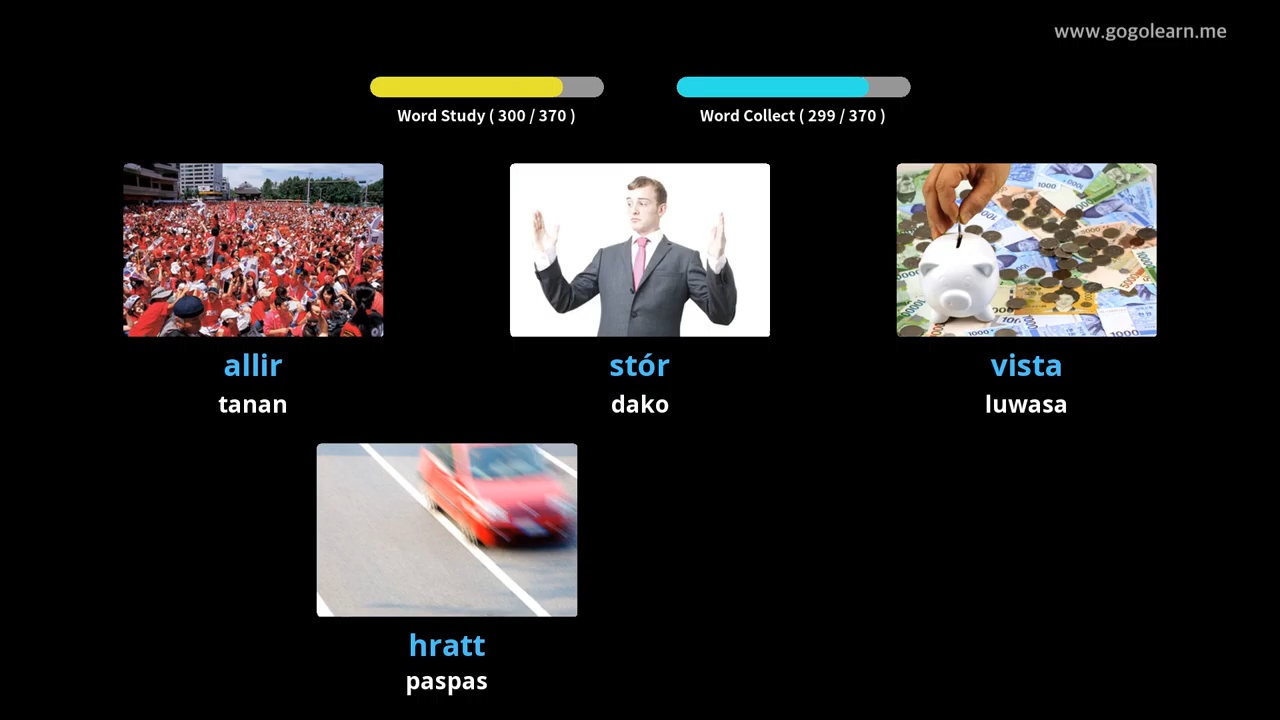 www.gogolearn.me
Word Study ( 300 / 370 )
Word Collect ( 299 / 370 )
allir
tanan
stór
dako
vista
luwasa
hratt
paspas